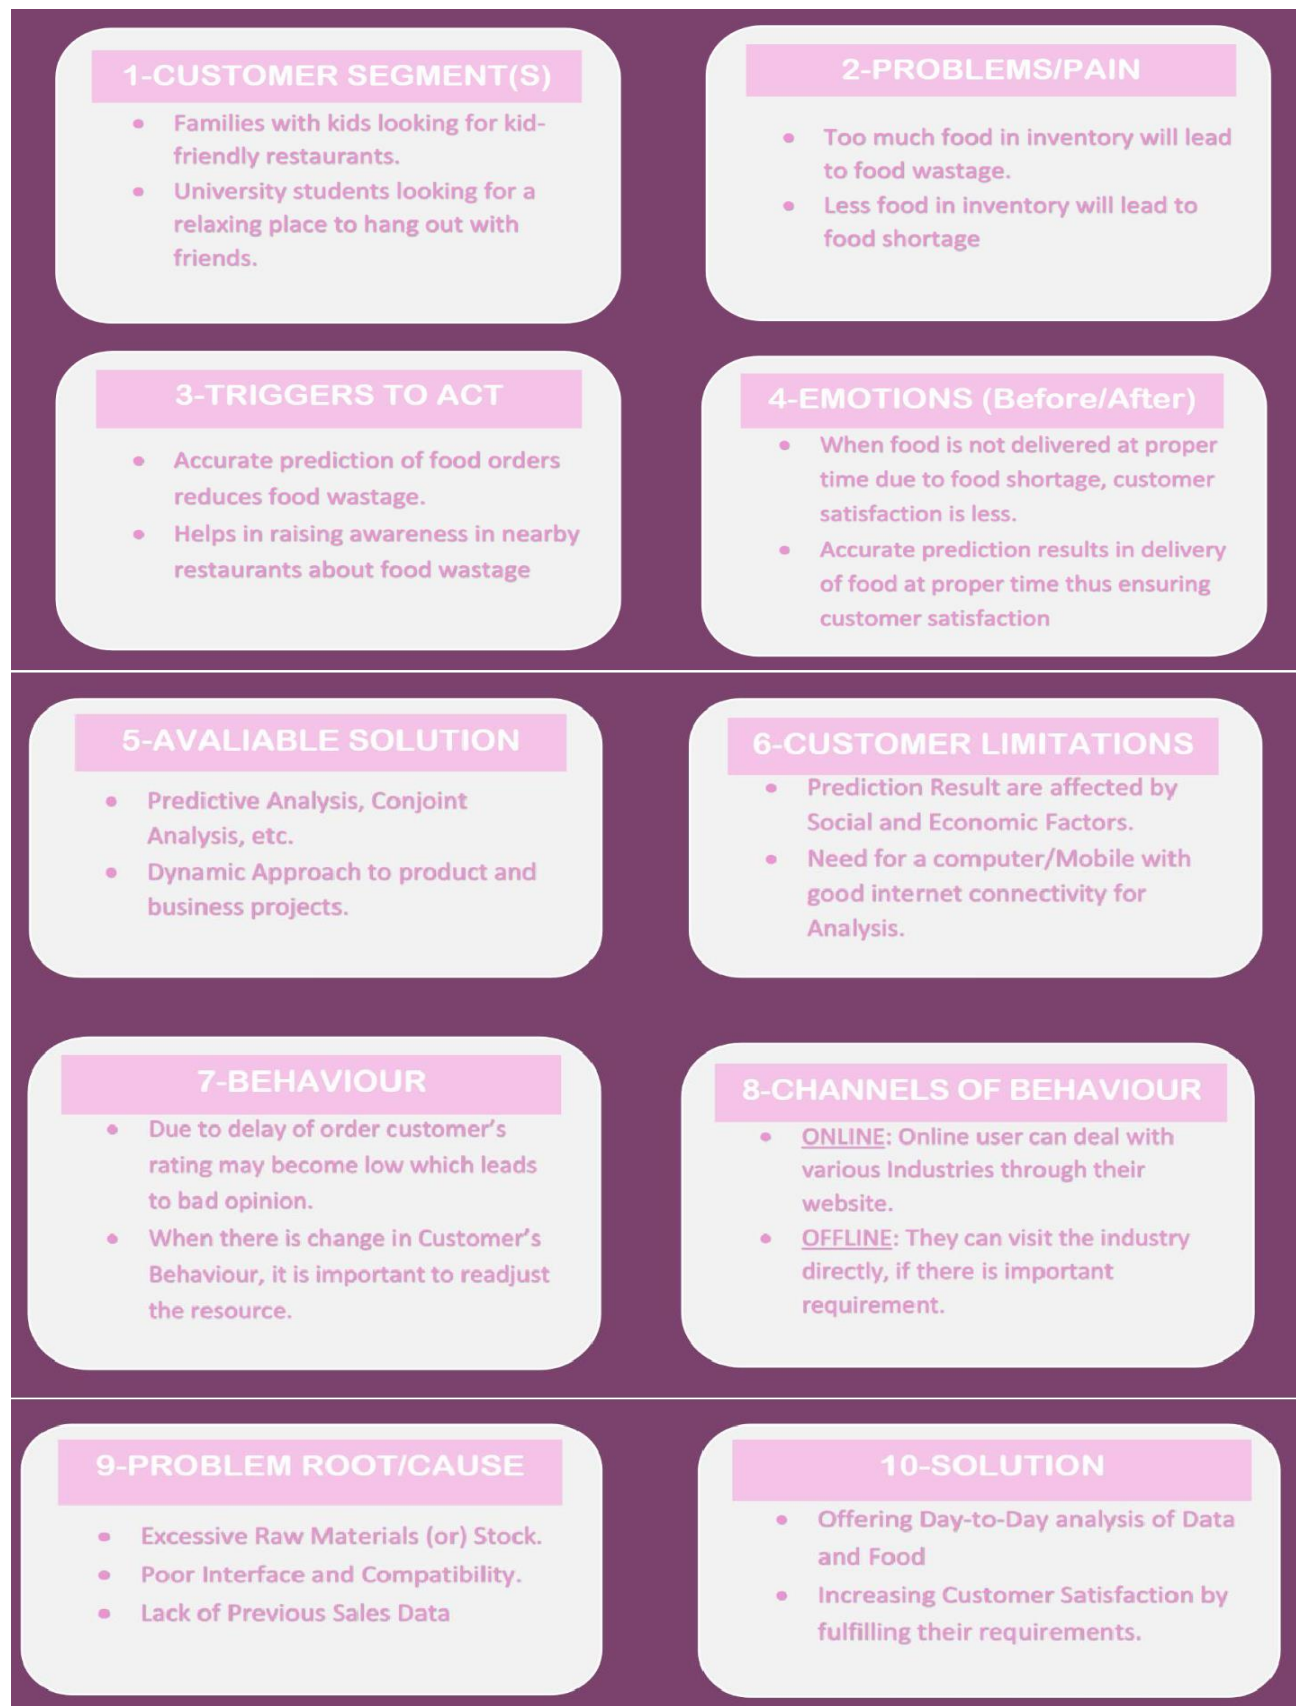 1-CUSTOMER SEGMENT(S)
• Families with kids looking for kid-
friendly restaurants.
• University students looking for a
relaxing place to hang out with
friends.
2-PROBLEMS/PAIN
• Too much food in inventory will lead
to food wastage.
• Less food in inventory will lead to
food shortage
3-TRIGGERS TO ACT
• Accurate prediction of food orders
reduces food wastage.
• Helps in raising awareness in nearby
restaurants about food wastage
4-EMOTIONS (Before/After)
• When food is not delivered at proper
time due to food shortage, customer
satisfaction is less.
• Accurate prediction results in delivery
of food at proper time thus ensuring
customer satisfaction
5-AVALIABLE SOLUTION
• Predictive Analysis, Conjoint
Analysis, etc.
• Dynamic Approach to product and
business projects.
6-CUSTOMER LIMITATIONS
• Prediction Result are affected by
Social and Economic Factors.
• Need for a computer/Mobile with
good internet connectivity for
Analysis.
7-BEHAVIOUR
• Due to delay of order customer's
rating may become low which leads
to bad opinion.
• When there is change in Customer's
Behaviour, it is important to readjust
the resource.
8-CHANNELS OF BEHAVIOUR
• ONLINE: Online user can deal with
various Industries through their
website.
• OFFLINE: They can visit the industry
directly, if there is important
requirement.
9-PROBLEM ROOT/CAUSE
• Excessive Raw Materials (or) Stock.
• Poor Interface and Compatibility.
• Lack of Previous Sales Data
10-SOLUTION
• Offering Day-to-Day analysis of Data
and Food
• Increasing Customer Satisfaction by
fulfilling their requirements.